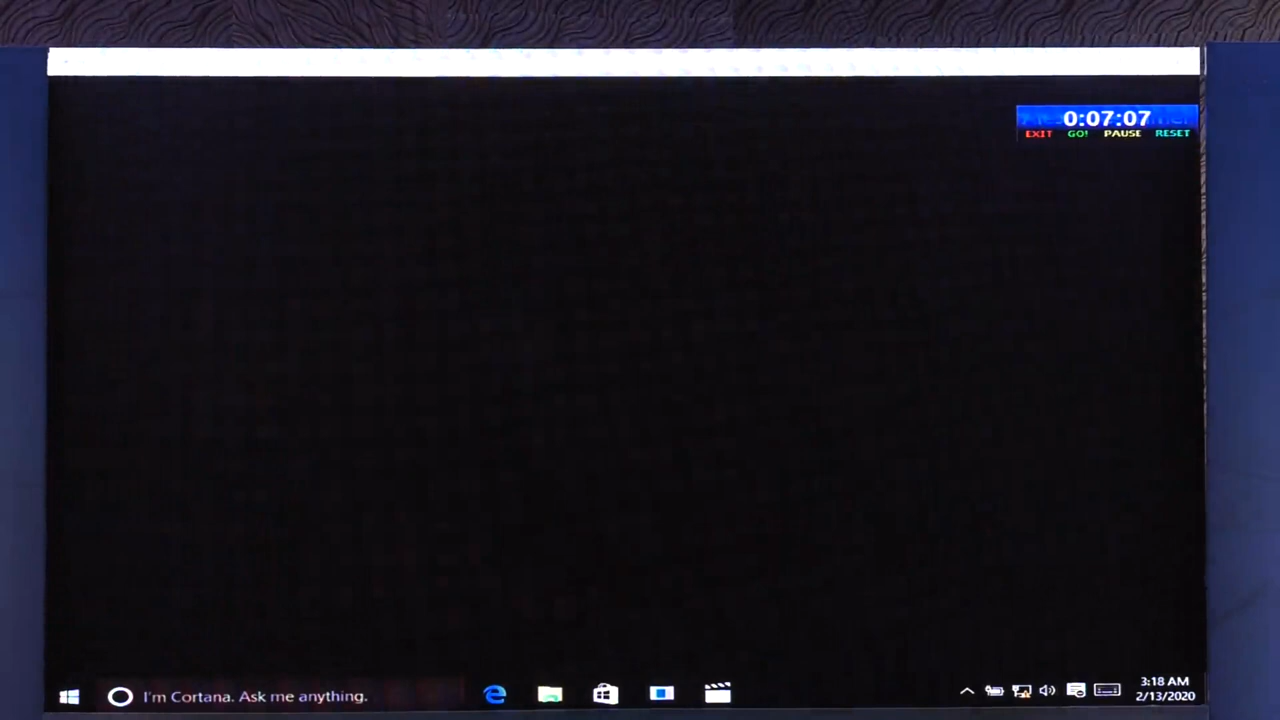 0:07:07
EXIT GO! PAUSE RESET
I'm Cortana. Ask me anything.
3:18 AM
2/13/2020